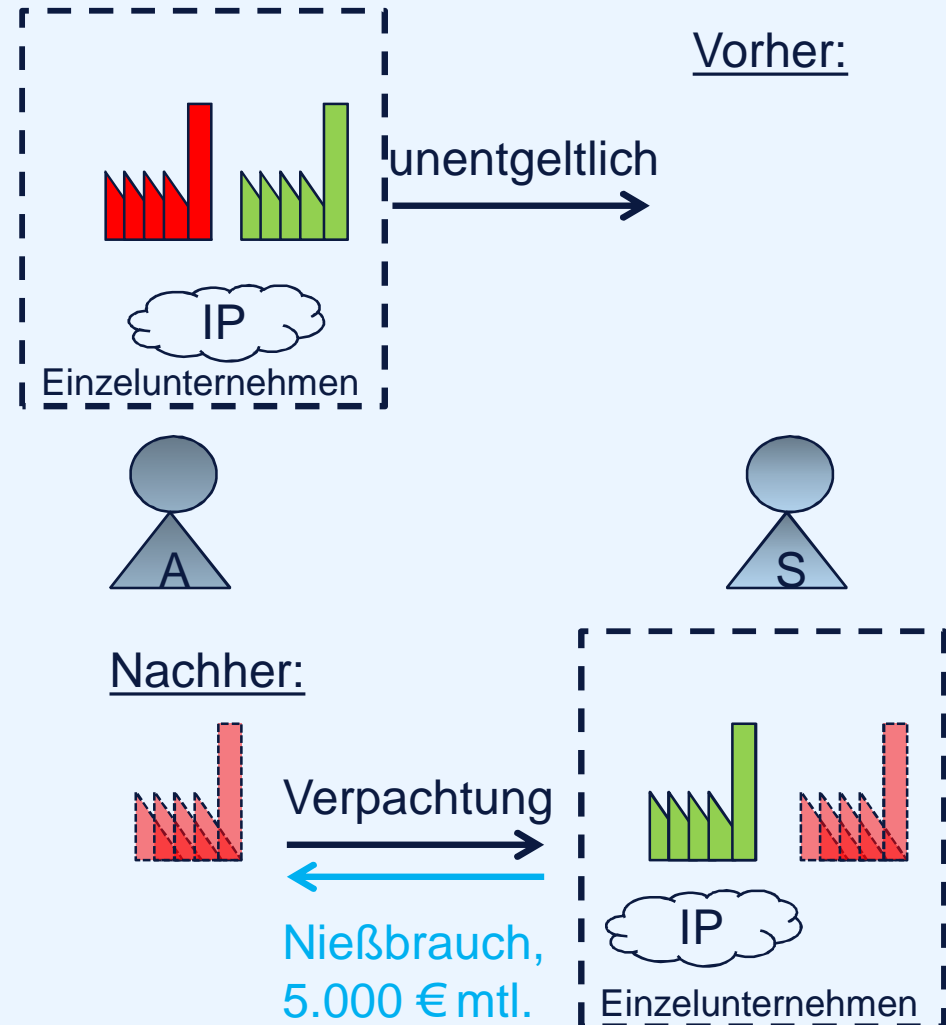 Vorher:
unentgeltlich
IP
Einzelunternehmen
A
S
Nachher:
Verpachtung
Nießbrauch,
5.000 € mtl.
IP
Einzelunternehmen